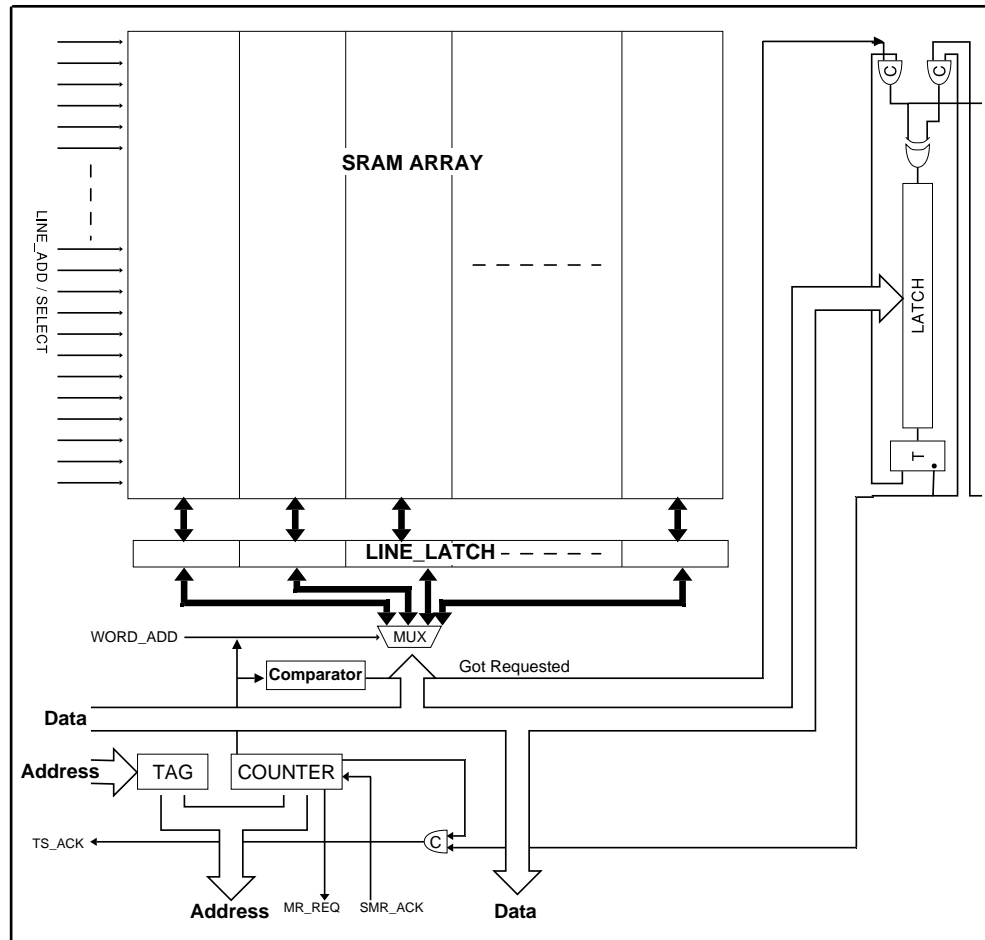 C
C
SRAM ARRAY
LINE_ADD / SELECT
LATCH
T
LINE_LATCH
WORD_ADD
MUX
Got Requested
Comparator
Data
Address
TAG
COUNTER
TS_ACK
C
Address
MR_REQ
SMR_ACK
Data